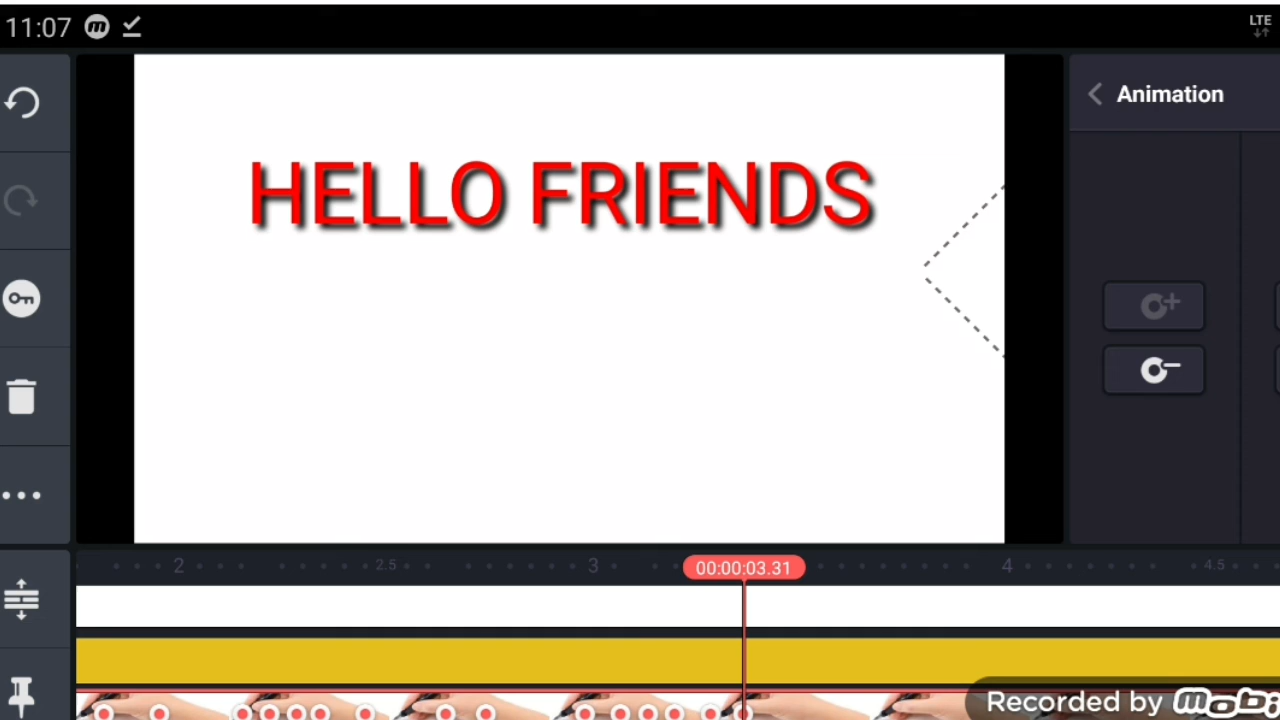 11:07
LTE
Animation
HELLO FRIENDS
2
2.5
3
00:00:03.31
4
4.5
Recorded by